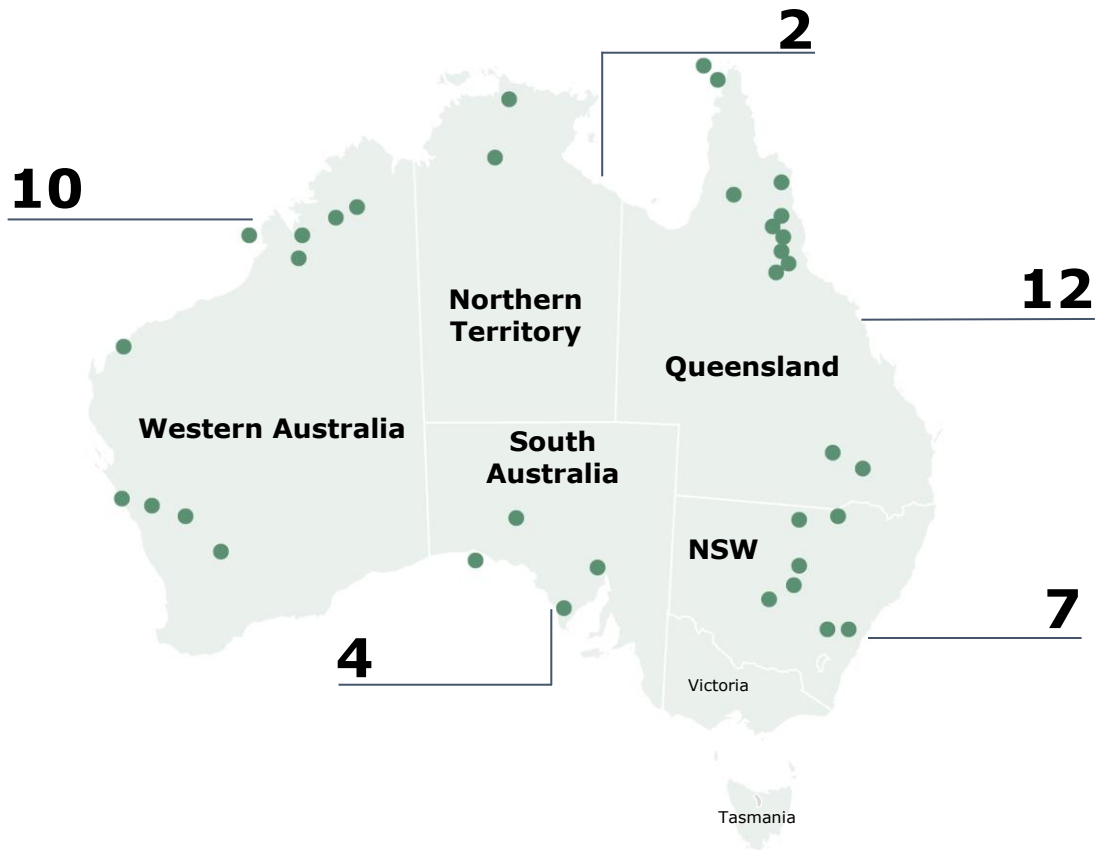 2
10
12
Northern
Territory
Queensland
Western Australia
South
Australia
NSW
7
4
Victoria
Tasmania